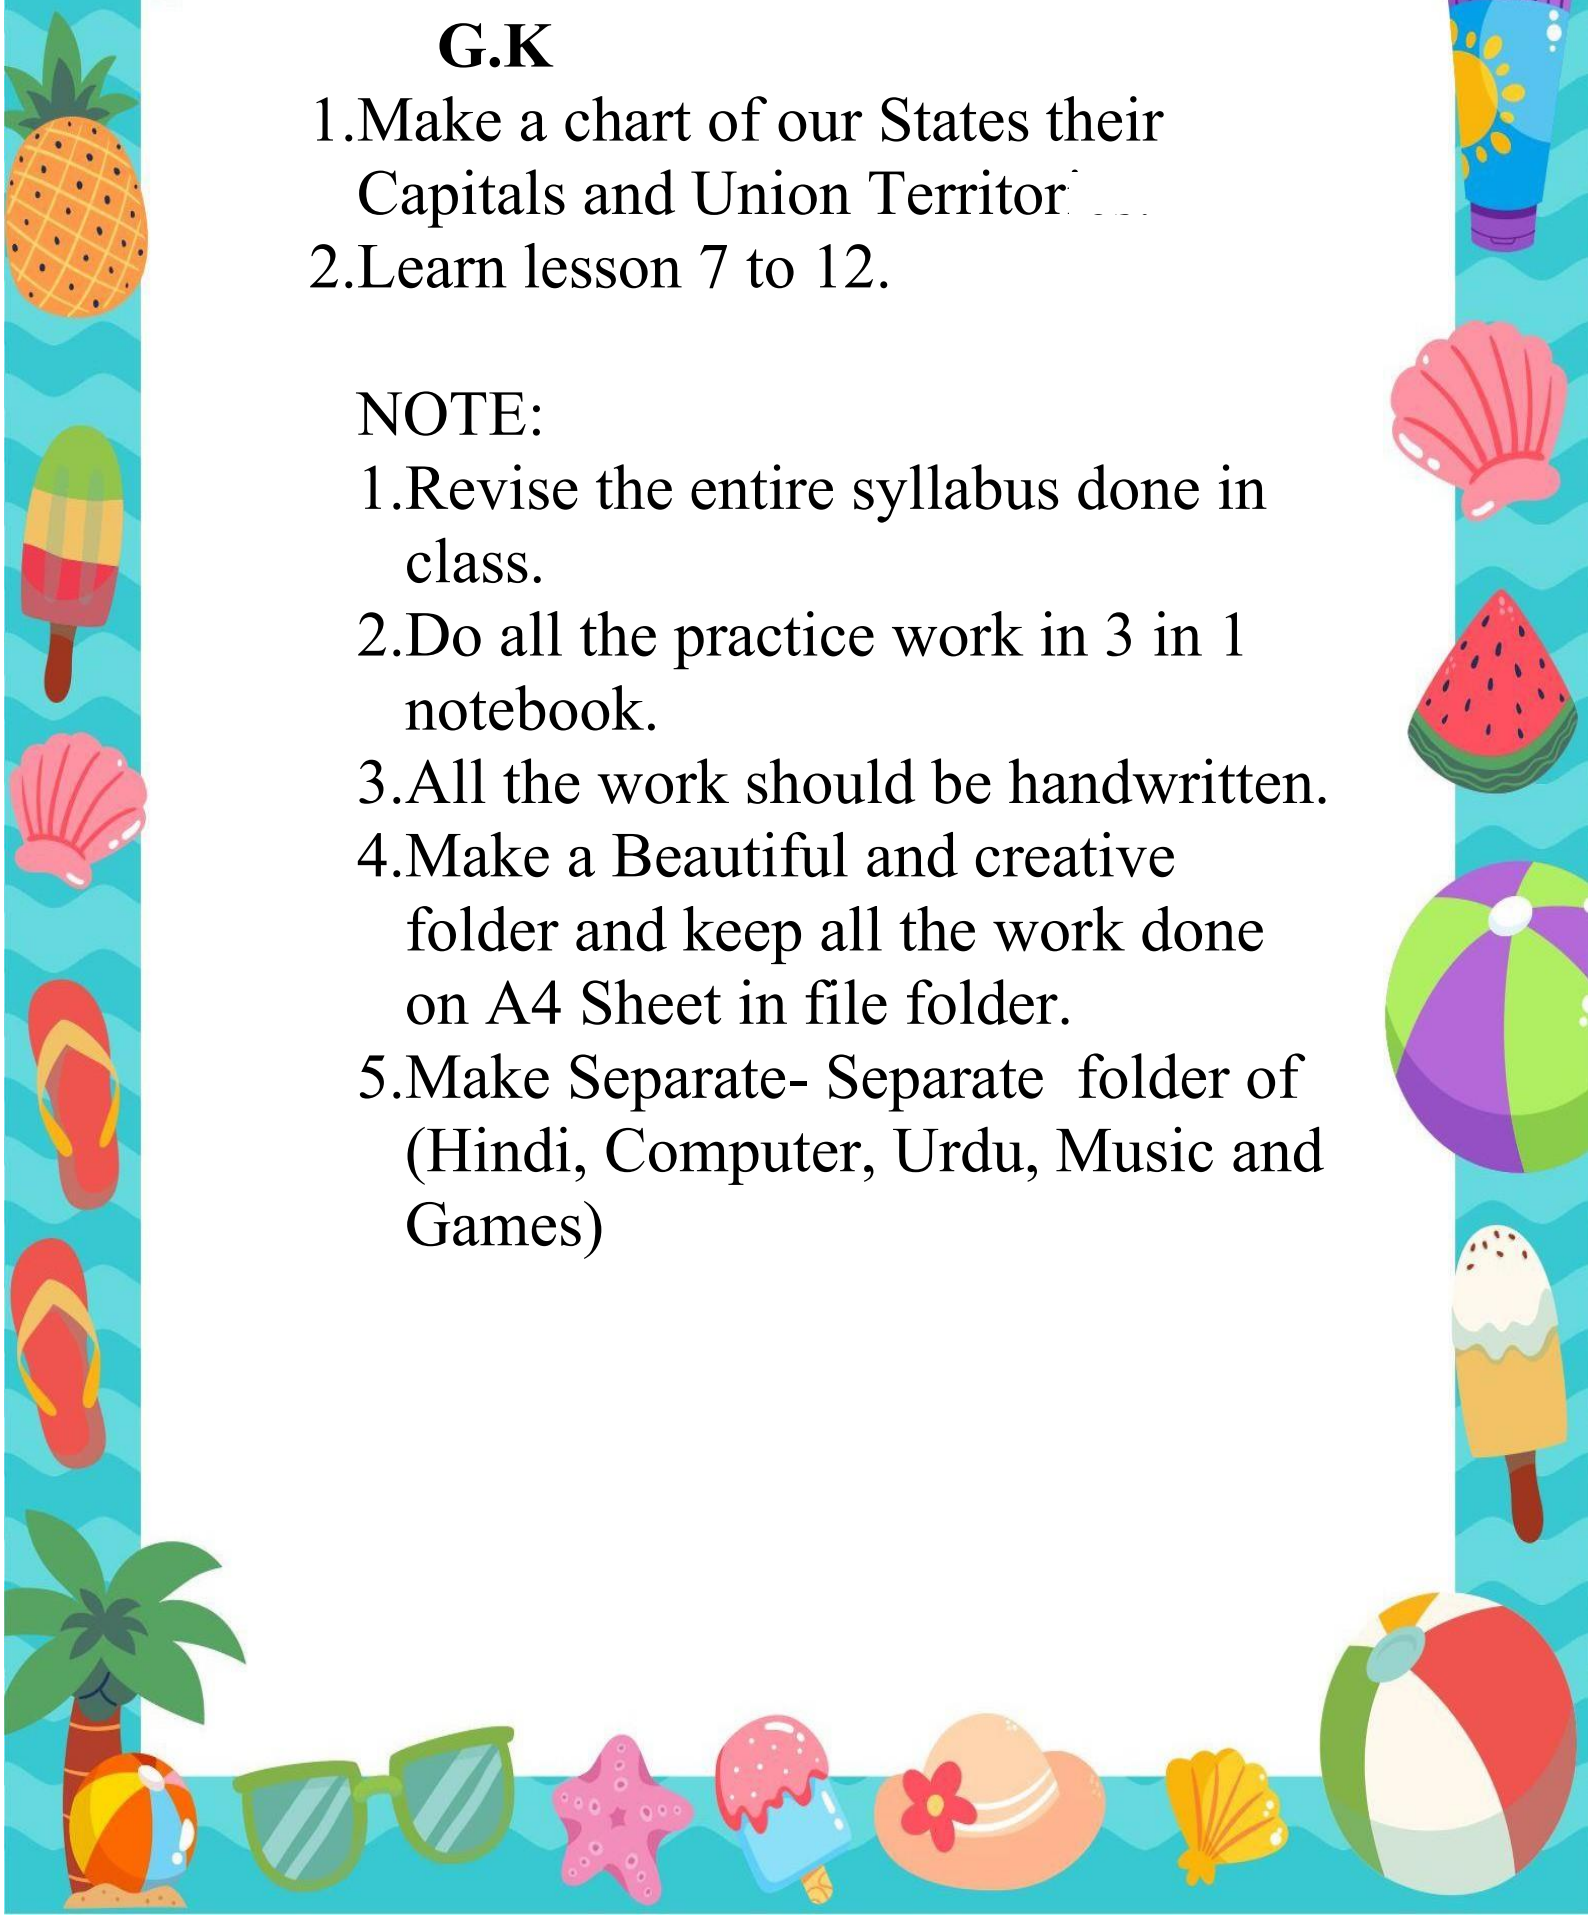 G.K
1.Make a chart of our States their
Capitals and Union
2.Learn lesson 7 to 12.
NOTE:
1.Revise the entire syllabus done in
class.
2.Do all the practice work in 3 in 1
notebook.
3.All the work should be handwritten.
4.Make a Beautiful and creative
folder and keep all the work done
on A4 Sheet in file folder.
5.Make Separate- Separate  folder of
(Hindi, Computer, Urdu, Music and
Games)